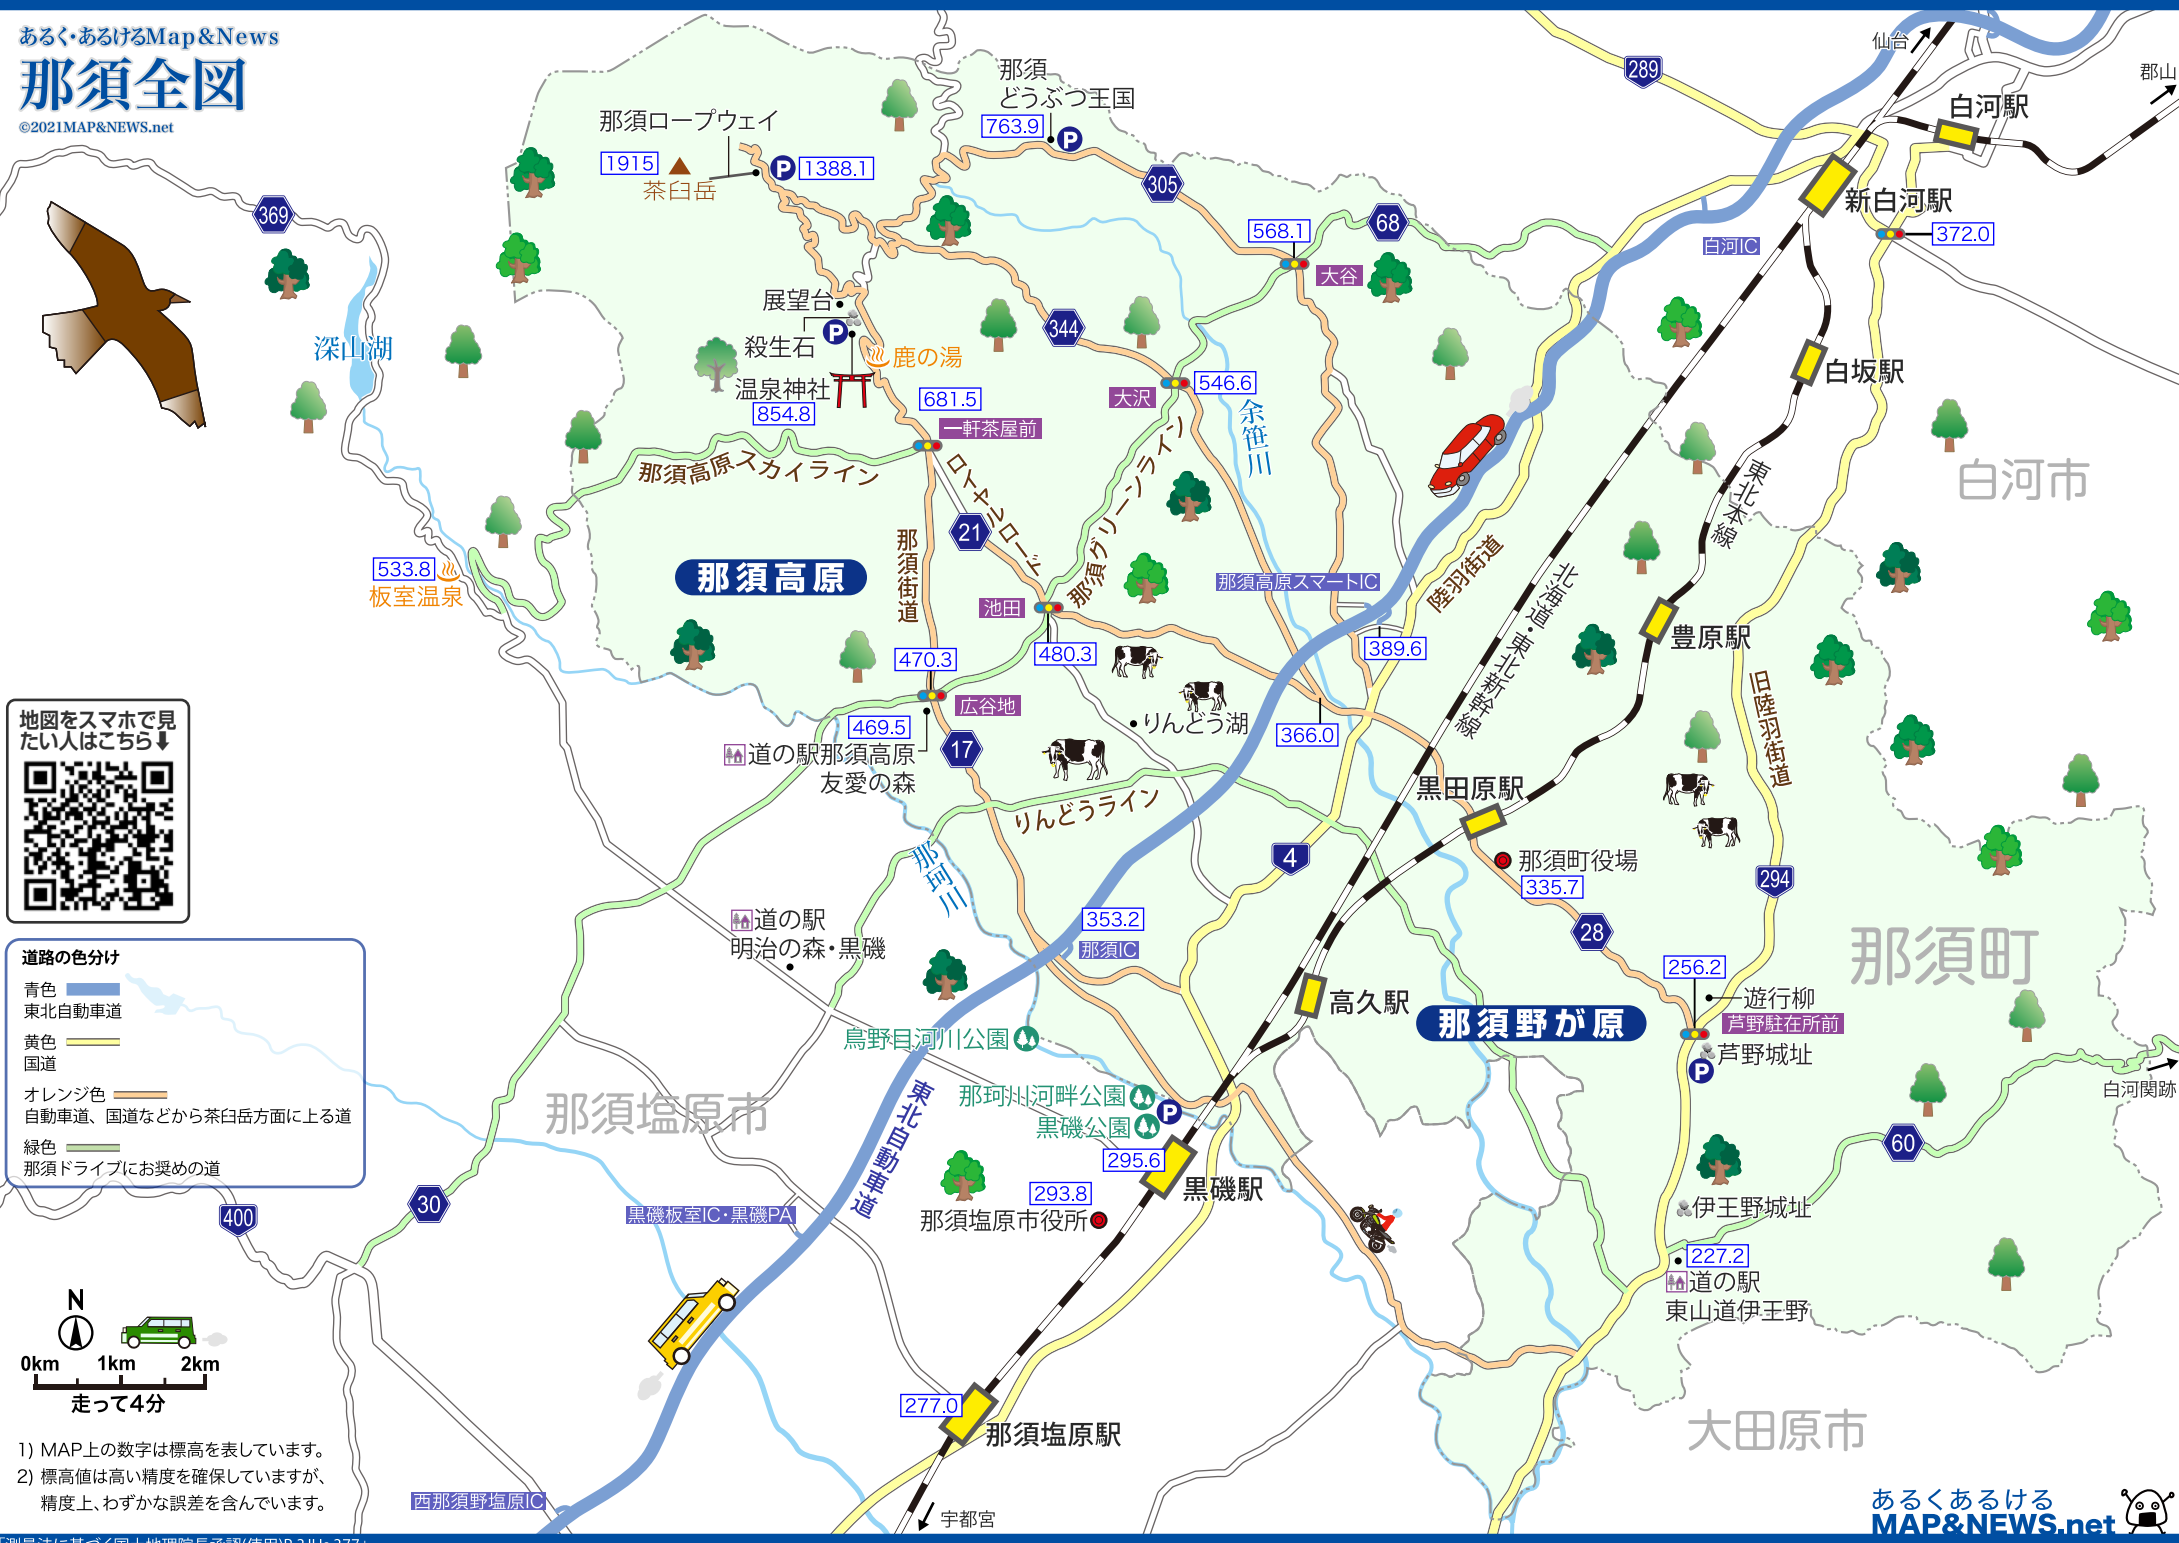 あるく・あるけるMap&News
那須全図
©2021MAP&NEWS.net
仙台
郡山
289
白河駅
那須
どうぶつ王国
763.9
P
那須ロープウェイ
1915
茶臼岳
P
1388.1
305
68
568.1
大谷
新白河駅
372.0
白河IC
369
深山湖
展望台
殺生石
P
鹿の湯
温泉神社
854.8
681.5
一軒茶屋前
344
大沢
546.6
余笹川
白坂駅
白河市
東北本線
那須高原スカイライン
ロイヤルロード
那須グリーンライン
21
那須街道
533.8
板室温泉
那須高原
池田
480.3
那須高原スマートIC
389.6
陸羽街道
北海道・東北新幹線
豊原駅
旧陸羽街道
470.3
広谷地
469.5
道の駅那須高原
友愛の森
17
りんどう湖
366.0
りんどうライン
黒田原駅
那須町役場
335.7
4
294
28
那珂川
地図をスマホで見
たい人はこちら⬇
道の駅
明治の森・黒磯
353.2
那須IC
高久駅
那須野が原
256.2
遊行柳
芦野駐在所前
芦野城址
P
那須町
道路の色分け
青色
東北自動車道
黄色
国道
オレンジ色
自動車道、国道などから茶臼岳方面に上る道
緑色
那須ドライブにお奨めの道
鳥野目河川公園
那珂川河畔公園
P
黒磯公園
295.6
黒磯駅
293.8
那須塩原市役所
那須塩原市
東北自動車道
黒磯板室IC・黒磯PA
400
30
60
白河関跡
伊王野城址
227.2
道の駅
東山道伊王野
大田原市
N
0km 1km 2km
走って4分
277.0
那須塩原駅
西那須野塩原IC
宇都宮
1) MAP上の数字は標高を表しています。
2) 標高値は高い精度を確保していますが、
精度上、わずかな誤差を含んでいます。
あるくあるける
MAP&NEWS.net